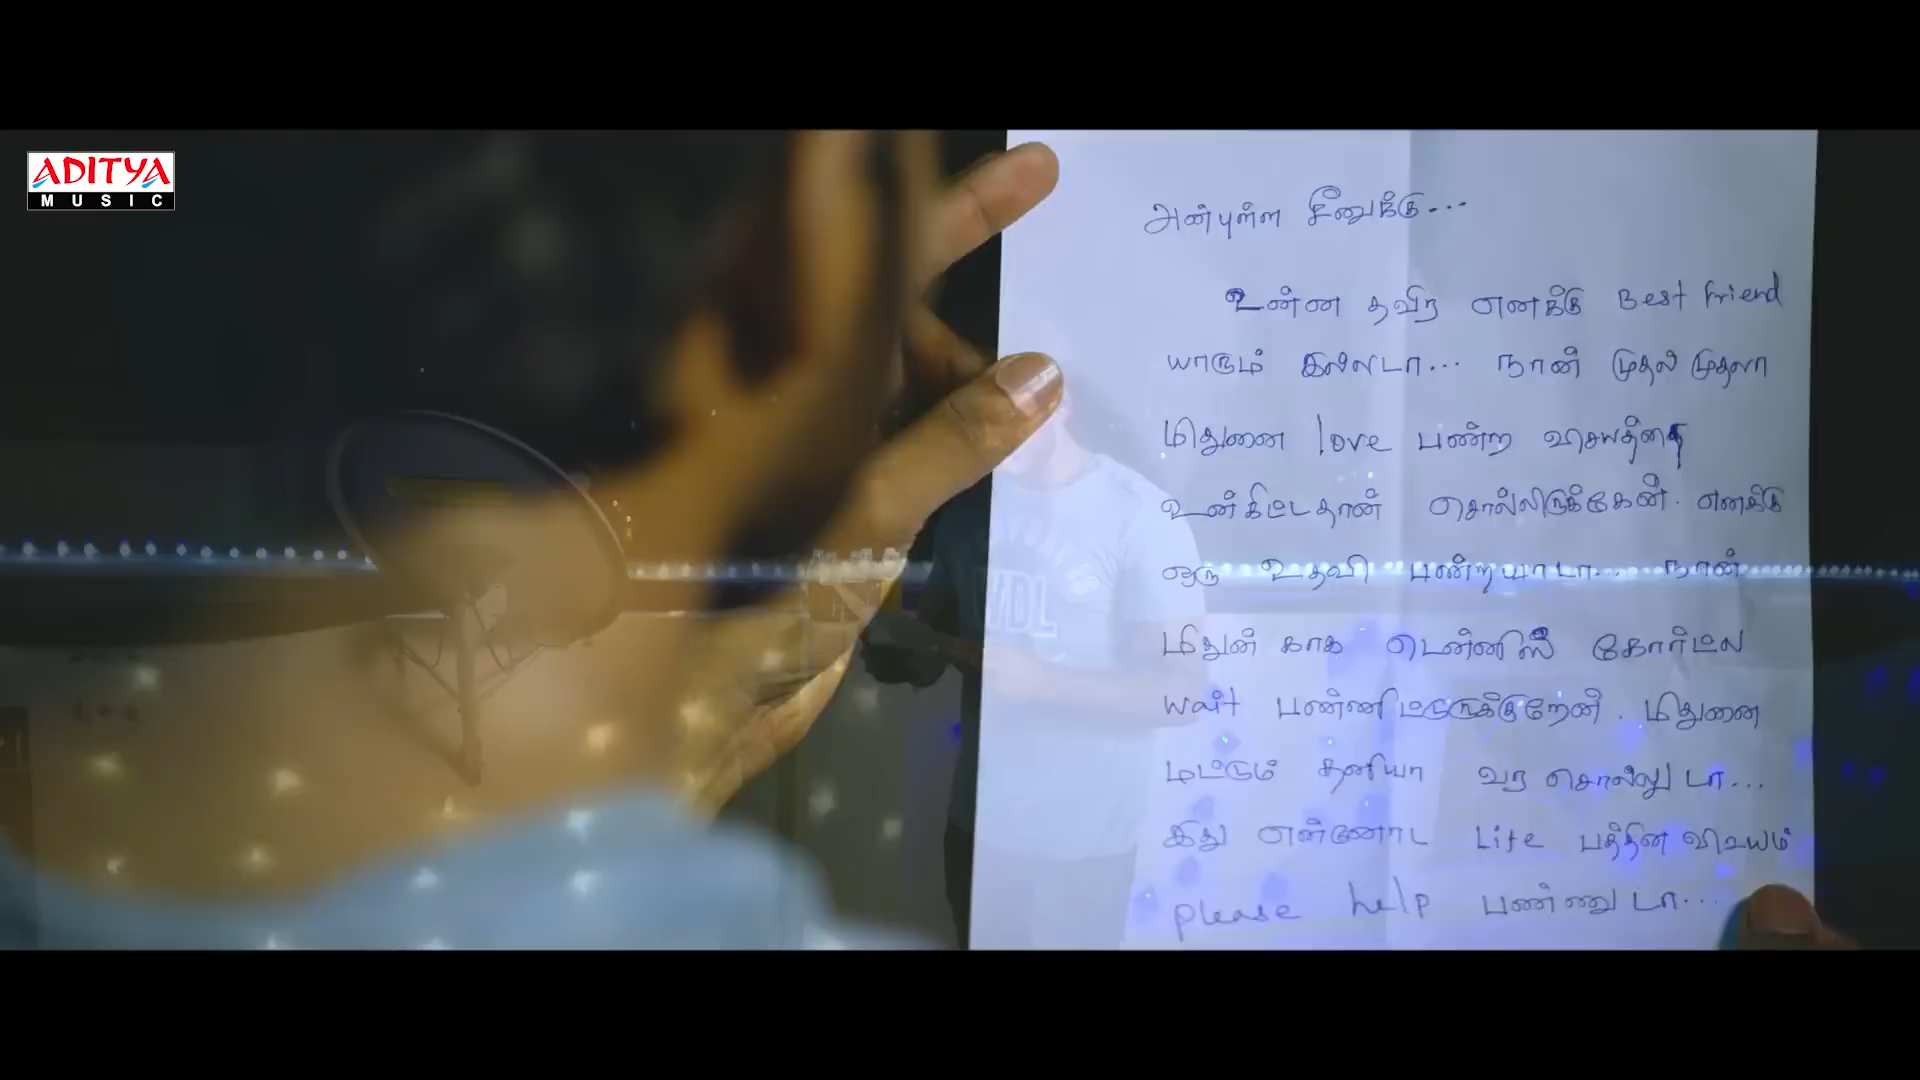 ADITYA
MUSIC
அன்புள்ள சீனுக்கு...
உன்ன தவிர எனக்கு Best friend
யாரும் இல்லடா... நான் முதல் முதலா
மிதுனை love பண்ற விசயத்தை
உன்கிட்டதான் சொல்லிருக்கேன். எனக்கு
ஒரு உதவி பண்றியாடா... நான்
மிதுன் காக டென்னிஸ் கோர்ட்ல
wait பண்ணிட்டுருக்குறேன். மிதுனை
மட்டும் தனியா வர சொல்லு டா...
இது என்னோட Life பத்தின விஷயம்
please help பண்ணு டா...